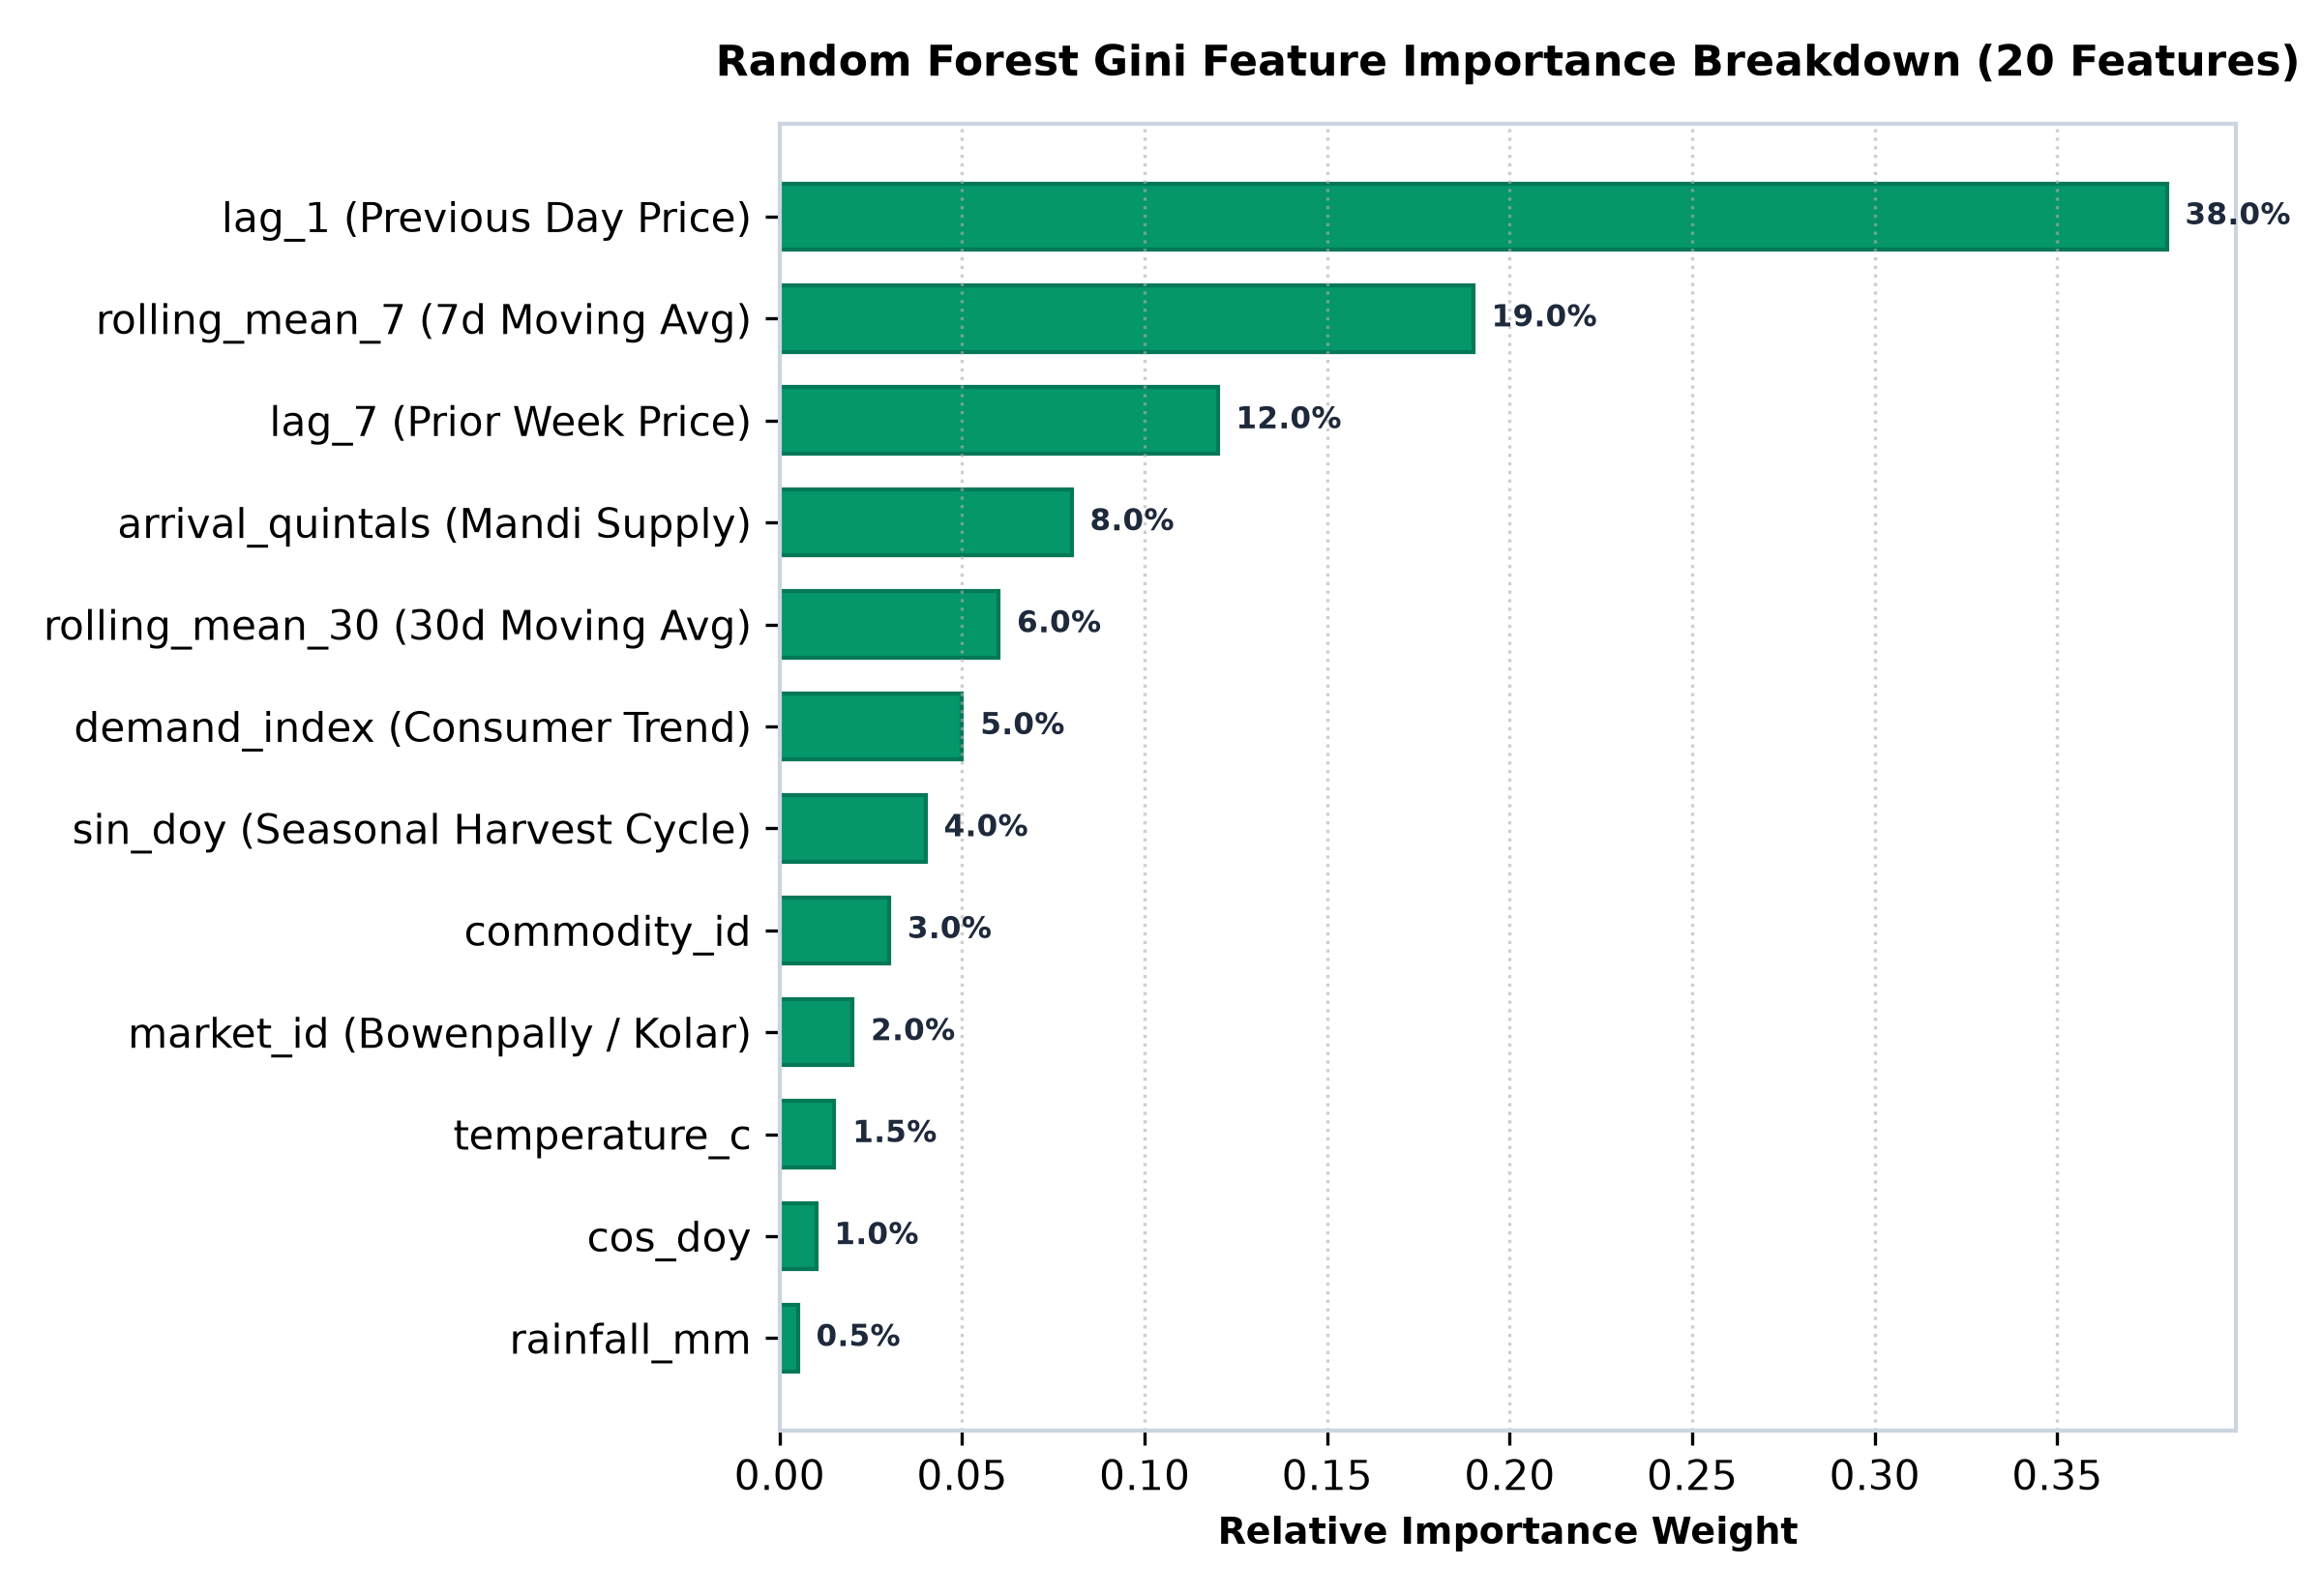 Random Forest Gini Feature Importance Breakdown (20 Features)
lag_1 (Previous Day Price) 38.0%
rolling_mean_7 (7d Moving Avg) 19.0%
lag_7 (Prior Week Price) 12.0%
arrival_quintals (Mandi Supply) 8.0%
rolling_mean_30 (30d Moving Avg) 6.0%
demand_index (Consumer Trend) 5.0%
sin_doy (Seasonal Harvest Cycle) 4.0%
commodity_id 3.0%
market_id (Bowenpally / Kolar) 2.0%
temperature_c 1.5%
cos_doy 1.0%
rainfall_mm 0.5%
0.00 0.05 0.10 0.15 0.20 0.25 0.30 0.35
Relative Importance Weight